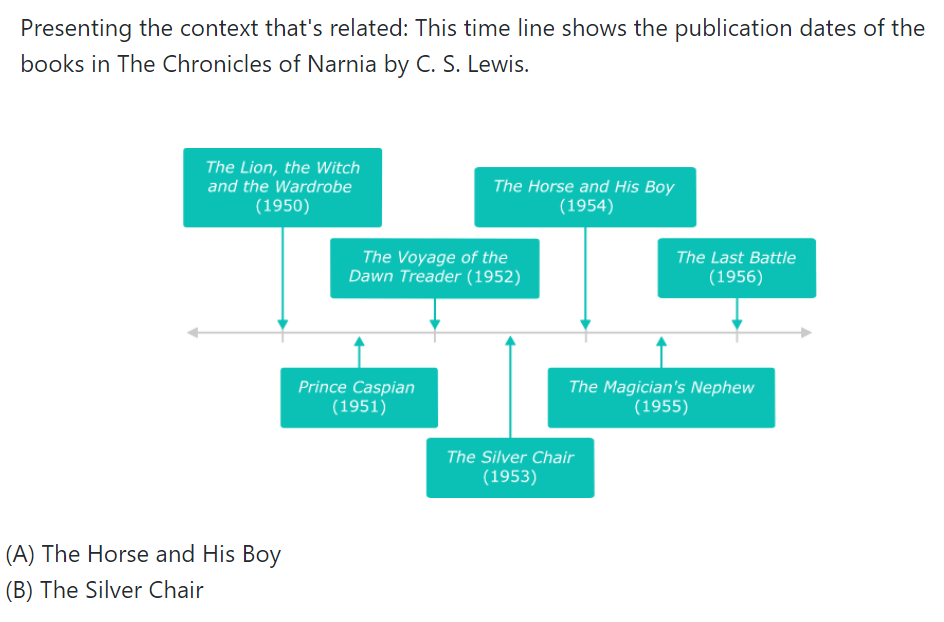 Presenting the context that's related: This time line shows the publication dates of the
books in The Chronicles of Narnia by C. S. Lewis.
The Lion, the Witch
and the Wardrobe
(1950)
The Horse and His Boy
(1954)
The Voyage of the
Dawn Treader (1952)
The Last Battle
(1956)
Prince Caspian
(1951)
The Magician's Nephew
(1955)
The Silver Chair
(1953)
(A) The Horse and His Boy
(B) The Silver Chair